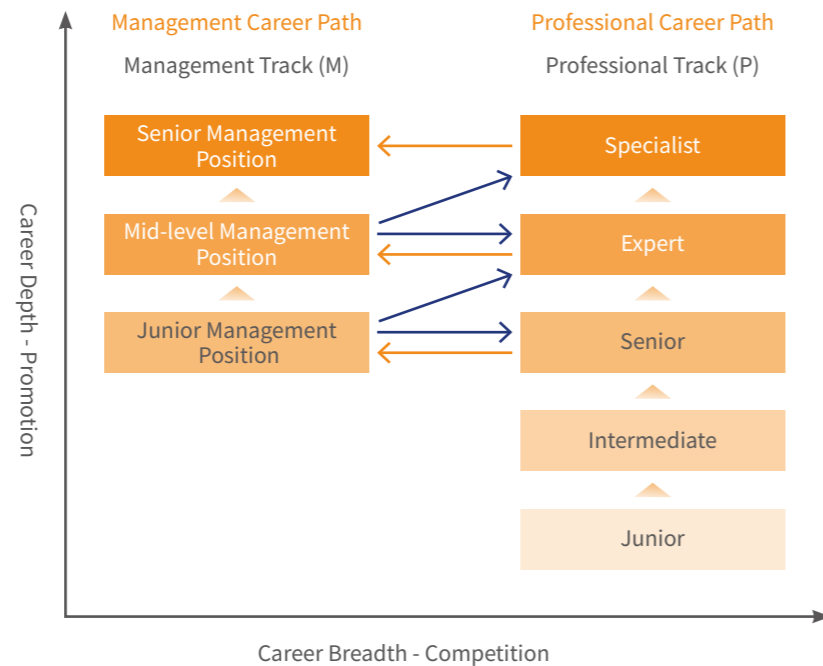 Management Career Path
Professional Career Path
Management Track (M)
Professional Track (P)
Senior Management
Position
Specialist
Mid-level Management
Position
Expert
Junior Management
Position
Senior
Intermediate
Junior
Career Depth - Promotion
Career Breadth - Competition